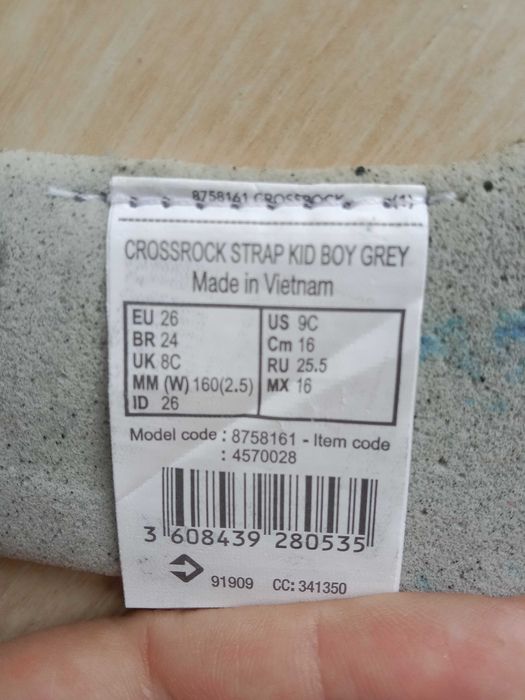 8758161 CROSSROCK (1)
CROSSROCK STRAP KID BOY GREY
Made in Vietnam
EU 26
BR 24
UK 8C
MM (W) 160(2.5)
ID 26
US 9C
Cm 16
RU 25.5
MX 16
Model code : 8758161 - Item code
: 4570028
3 608439 280535
91909 CC: 341350